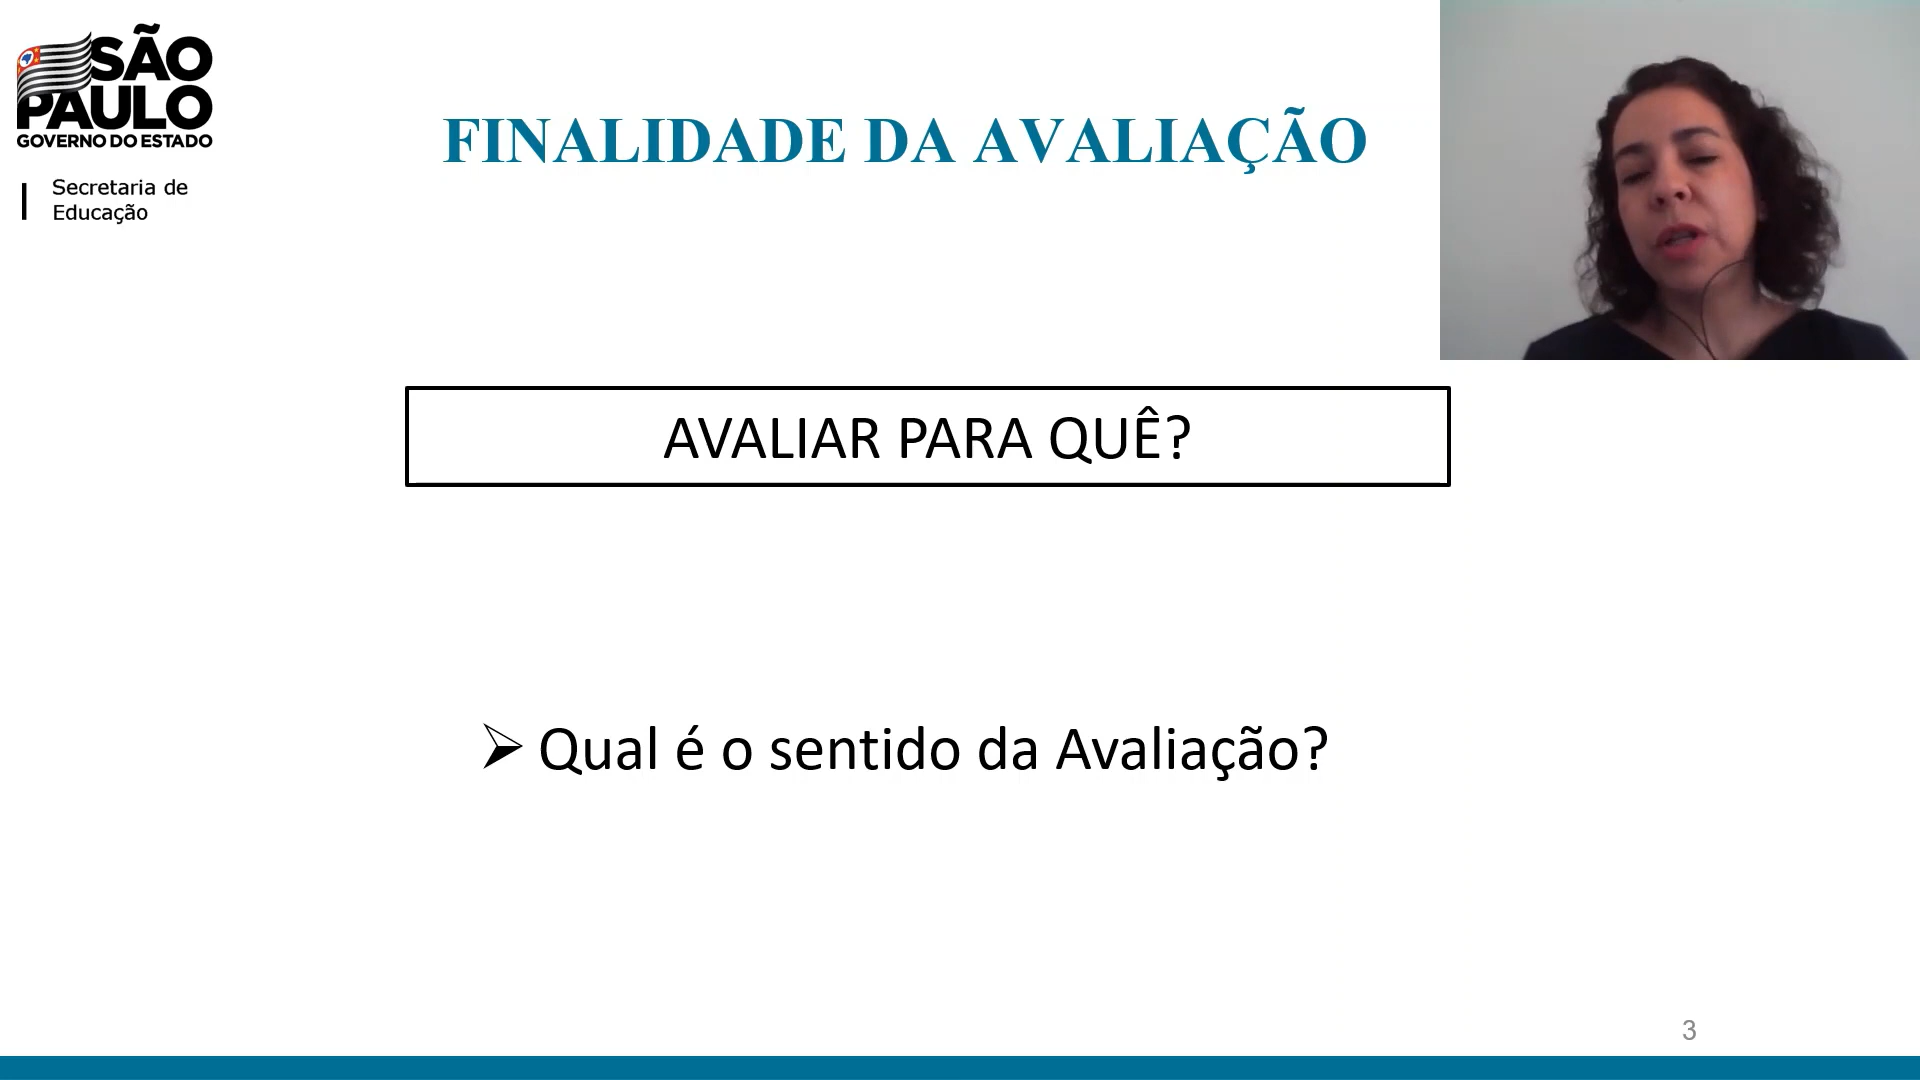 SÃO
PAULO
GOVERNO DO ESTADO
Secretaria de
Educação
FINALIDADE DA AVALIAÇÃO
AVALIAR PARA QUÊ?
Qual é o sentido da Avaliação?
3